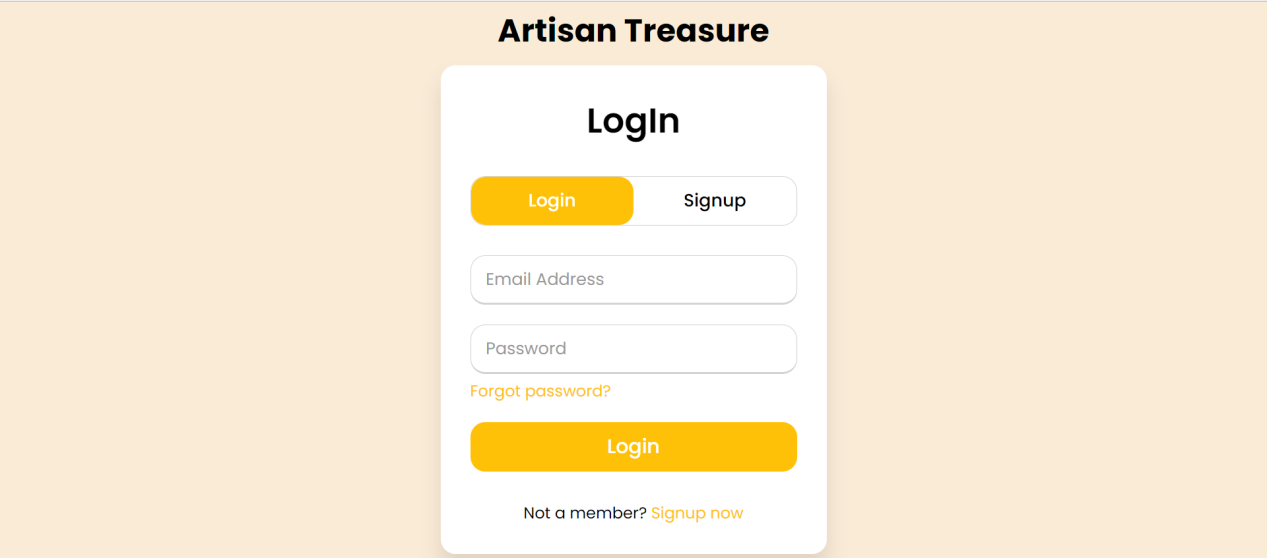 Artisan Treasure
LogIn
Login Signup
Email Address
Password
Forgot password?
Login
Not a member? Signup now